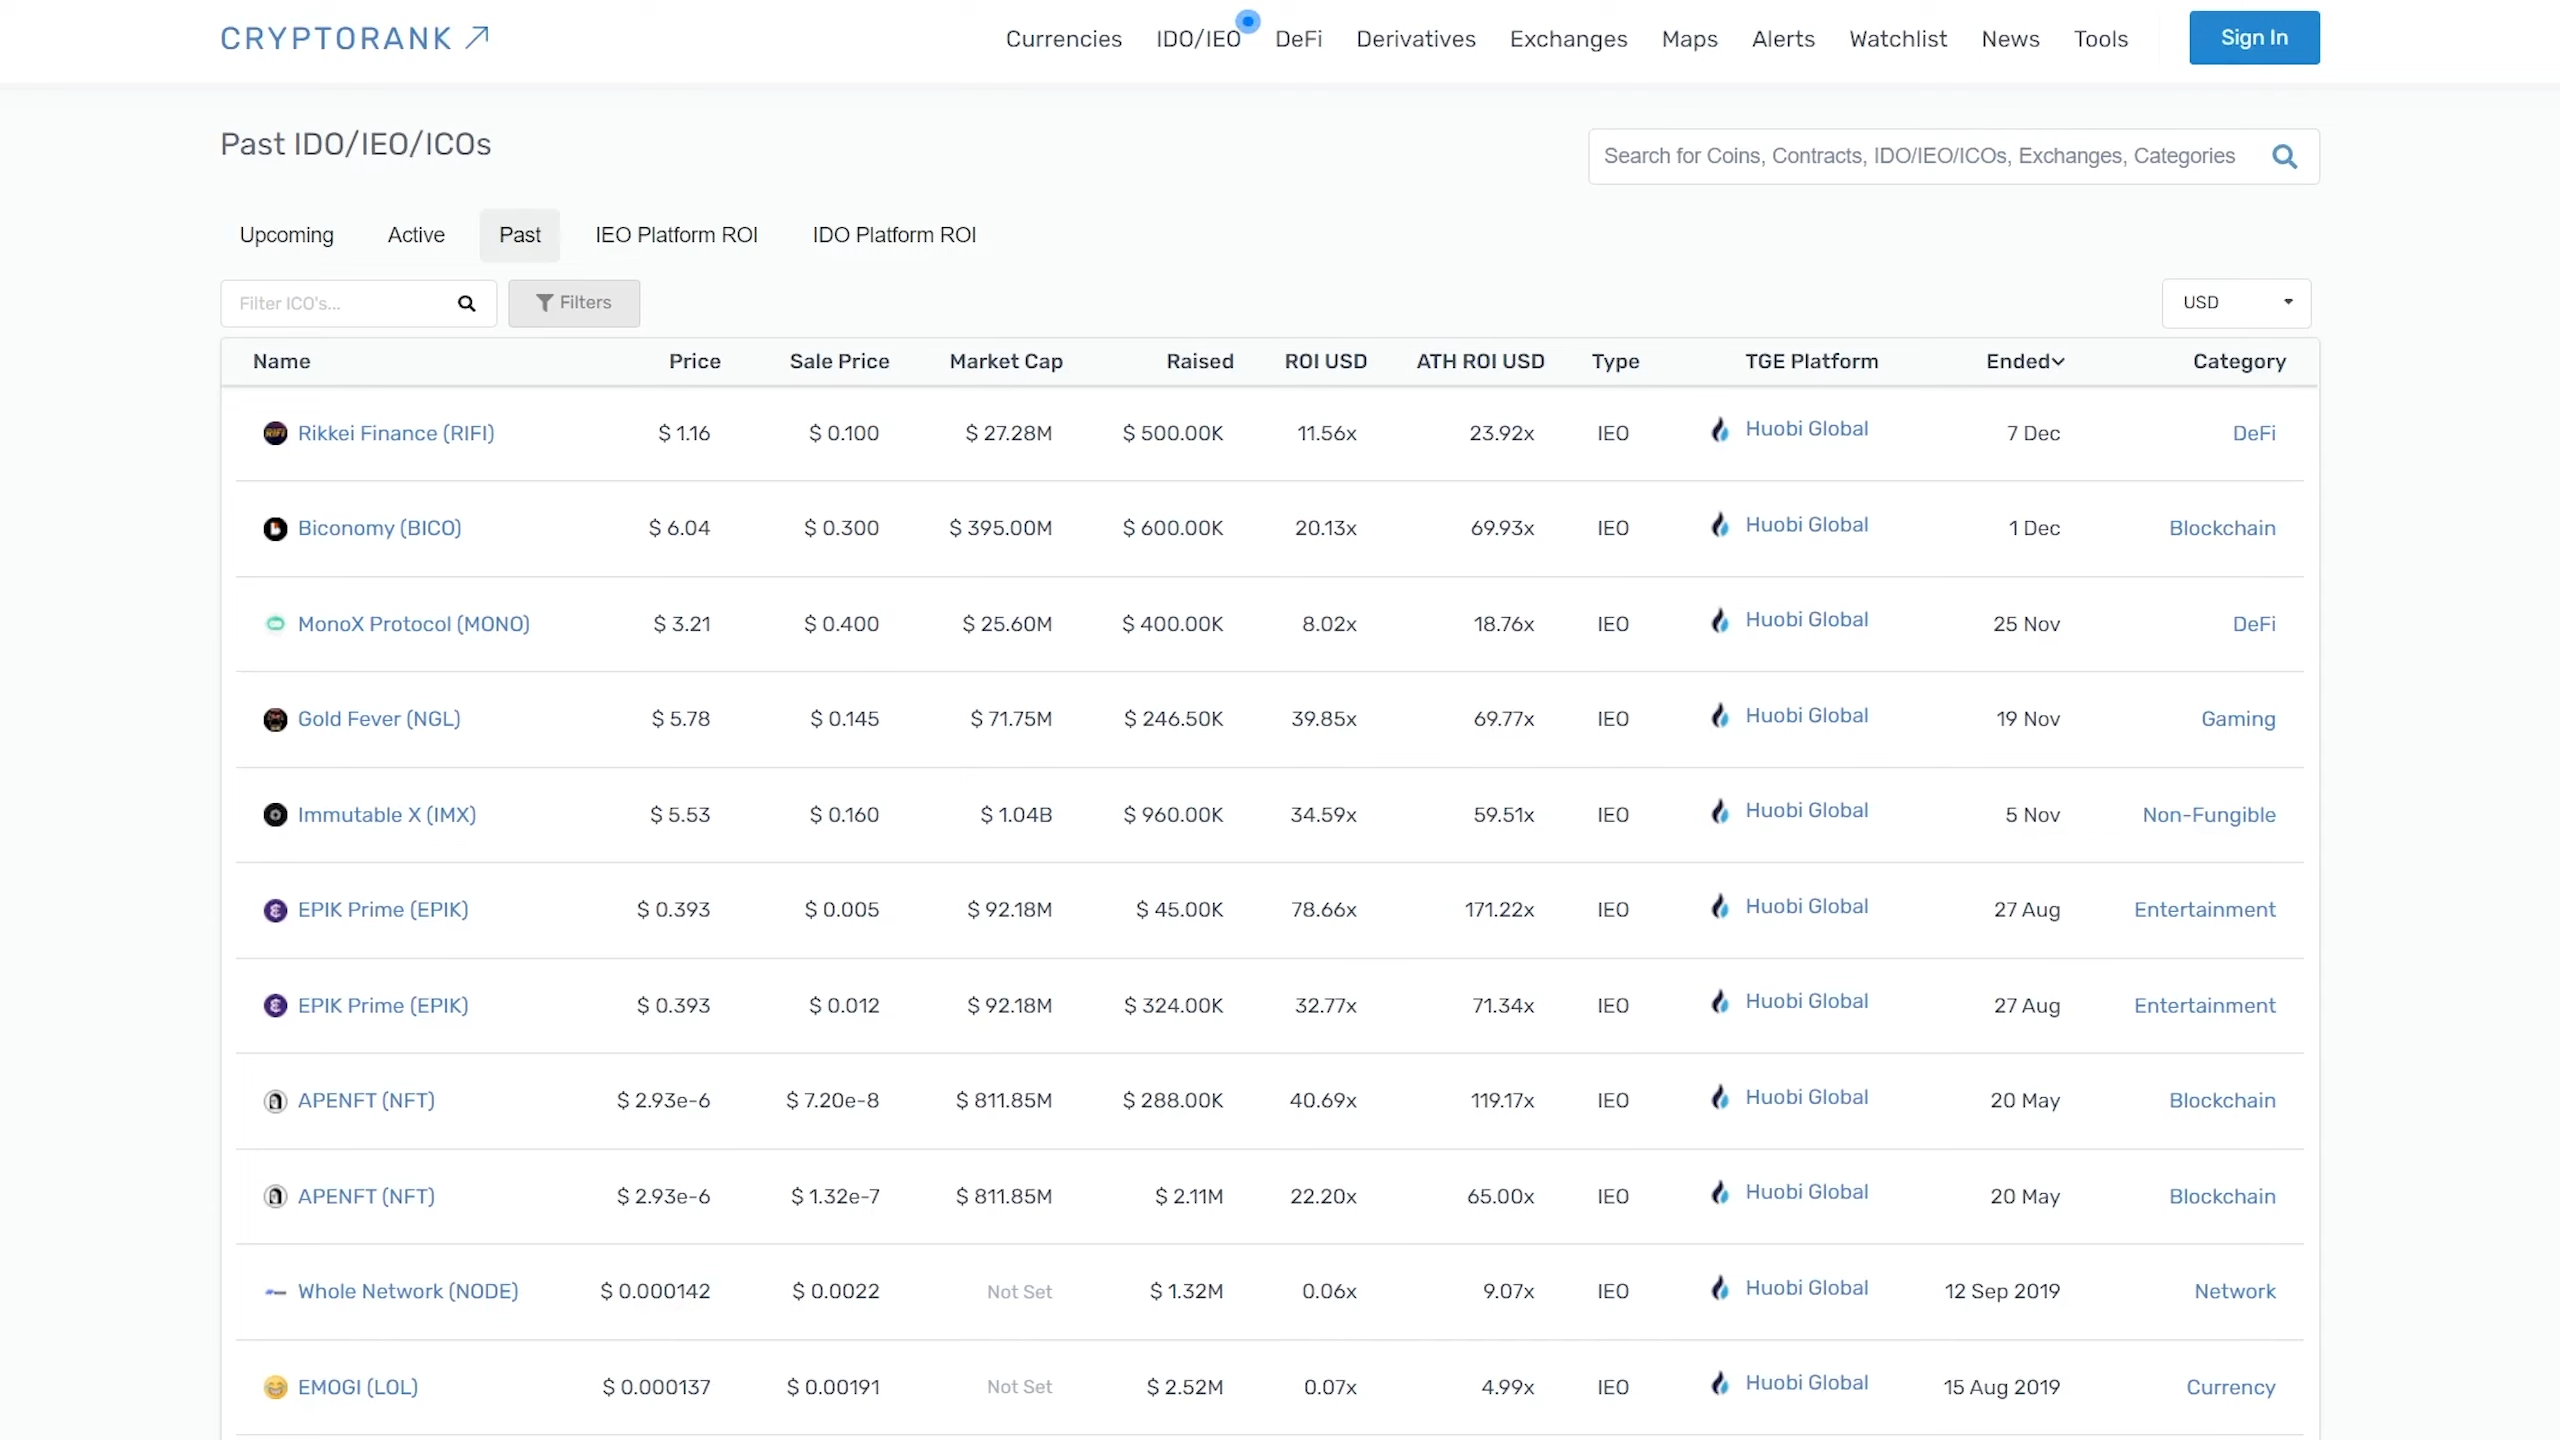 CRYPTORANK
Currencies IDO/IEO DeFi Derivatives Exchanges Maps Alerts Watchlist News Tools Sign In
Past IDO/IEO/ICOs
Search for Coins, Contracts, IDO/IEO/ICOs, Exchanges, Categories
Upcoming Active Past IEO Platform ROI IDO Platform ROI
Filter ICO's... Filters USD
Name Price Sale Price Market Cap Raised ROI USD ATH ROI USD Type TGE Platform Ended Category
Rikkei Finance (RIFI) $ 1.16 $ 0.100 $ 27.28M $ 500.00K 11.56x 23.92x IEO Huobi Global 7 Dec DeFi
Biconomy (BICO) $ 6.04 $ 0.300 $ 395.00M $ 600.00K 20.13x 69.93x IEO Huobi Global 1 Dec Blockchain
MonoX Protocol (MONO) $ 3.21 $ 0.400 $ 25.60M $ 400.00K 8.02x 18.76x IEO Huobi Global 25 Nov DeFi
Gold Fever (NGL) $ 5.78 $ 0.145 $ 71.75M $ 246.50K 39.85x 69.77x IEO Huobi Global 19 Nov Gaming
Immutable X (IMX) $ 5.53 $ 0.160 $ 1.04B $ 960.00K 34.59x 59.51x IEO Huobi Global 5 Nov Non-Fungible
EPIK Prime (EPIK) $ 0.393 $ 0.005 $ 92.18M $ 45.00K 78.66x 171.22x IEO Huobi Global 27 Aug Entertainment
EPIK Prime (EPIK) $ 0.393 $ 0.012 $ 92.18M $ 324.00K 32.77x 71.34x IEO Huobi Global 27 Aug Entertainment
APENFT (NFT) $ 2.93e-6 $ 7.20e-8 $ 811.85M $ 288.00K 40.69x 119.17x IEO Huobi Global 20 May Blockchain
APENFT (NFT) $ 2.93e-6 $ 1.32e-7 $ 811.85M $ 2.11M 22.20x 65.00x IEO Huobi Global 20 May Blockchain
Whole Network (NODE) $ 0.000142 $ 0.0022 Not Set $ 1.32M 0.06x 9.07x IEO Huobi Global 12 Sep 2019 Network
EMOGI (LOL) $ 0.000137 $ 0.00191 Not Set $ 2.52M 0.07x 4.99x IEO Huobi Global 15 Aug 2019 Currency